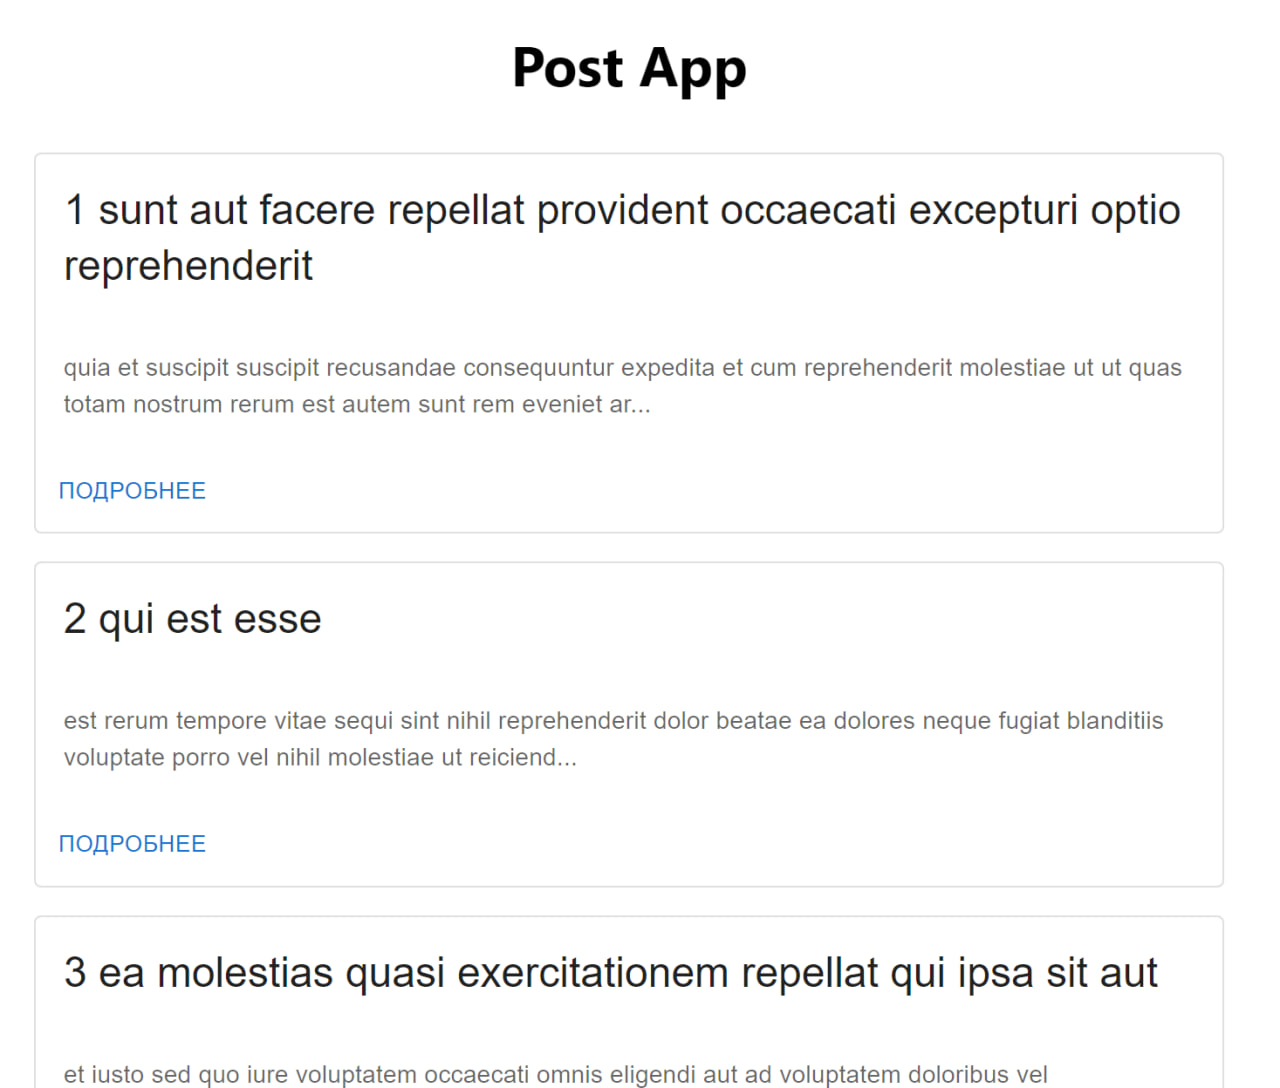 Post App
1 sunt aut facere repellat provident occaecati excepturi optio
reprehenderit
quia et suscipit suscipit recusandae consequuntur expedita et cum reprehenderit molestiae ut ut quas
totam nostrum rerum est autem sunt rem eveniet ar...
ПОДРОБНЕЕ
2 qui est esse
est rerum tempore vitae sequi sint nihil reprehenderit dolor beatae ea dolores neque fugiat blanditiis
voluptate porro vel nihil molestiae ut reiciend...
ПОДРОБНЕЕ
3 ea molestias quasi exercitationem repellat qui ipsa sit aut
et iusto sed quo iure voluptatem occaecati omnis eligendi aut ad voluptatem doloribus vel